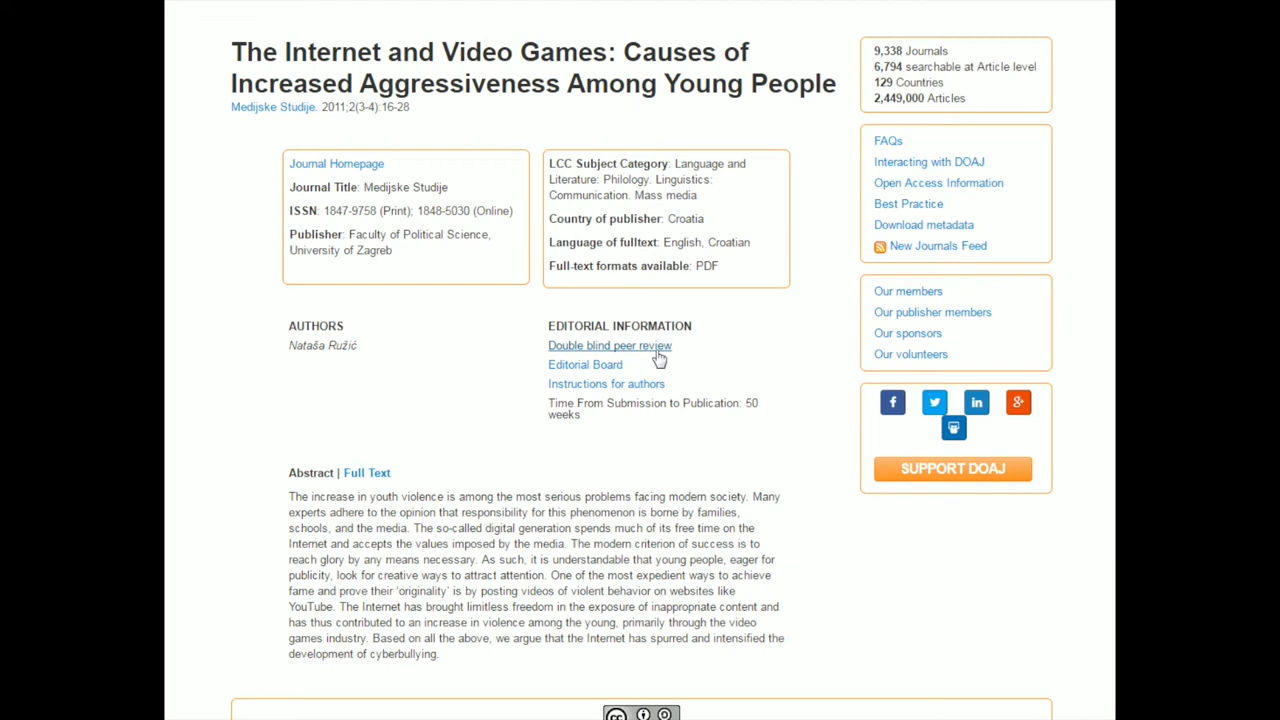 The Internet and Video Games: Causes of
Increased Aggressiveness Among Young People
Medijske Studije. 2011;2(3-4):16-28
Journal Homepage
Journal Title: Medijske Studije
ISSN: 1847-9758 (Print); 1848-5030 (Online)
Publisher: Faculty of Political Science,
University of Zagreb
LCC Subject Category: Language and
Literature: Philology. Linguistics:
Communication. Mass media
Country of publisher: Croatia
Language of fulltext: English, Croatian
Full-text formats available: PDF
AUTHORS
Nataša Ružić
EDITORIAL INFORMATION
Double blind peer review
Editorial Board
Instructions for authors
Time From Submission to Publication: 50
weeks
Abstract | Full Text
The increase in youth violence is among the most serious problems facing modern society. Many
experts adhere to the opinion that responsibility for this phenomenon is borne by families,
schools, and the media. The so-called digital generation spends much of its free time on the
Internet and accepts the values imposed by the media. The modern criterion of success is to
reach glory by any means necessary. As such, it is understandable that young people, eager for
publicity, look for creative ways to attract attention. One of the most expedient ways to achieve
fame and prove their ‘originality’ is by posting videos of violent behavior on websites like
YouTube. The Internet has brought limitless freedom in the exposure of inappropriate content and
has thus contributed to an increase in violence among the young, primarily through the video
games industry. Based on all the above, we argue that the Internet has spurred and intensified the
development of cyberbullying.
9,338 Journals
6,794 searchable at Article level
129 Countries
2,449,000 Articles
FAQs
Interacting with DOAJ
Open Access Information
Best Practice
Download metadata
New Journals Feed
Our members
Our publisher members
Our sponsors
Our volunteers
SUPPORT DOAJ